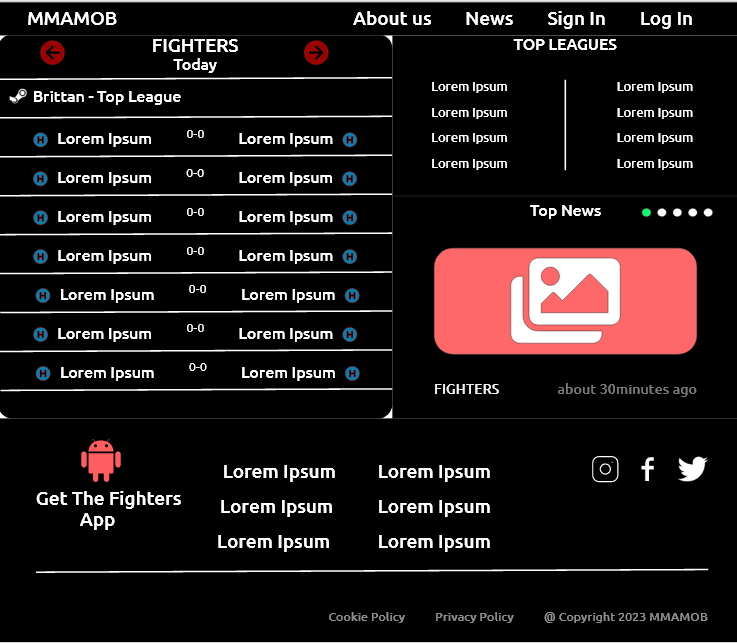 MMAMOB About us News Sign In Log In
FIGHTERS
Today
Brittan - Top League
H Lorem Ipsum 0-0 Lorem Ipsum H
H Lorem Ipsum 0-0 Lorem Ipsum H
H Lorem Ipsum 0-0 Lorem Ipsum H
H Lorem Ipsum 0-0 Lorem Ipsum H
H Lorem Ipsum 0-0 Lorem Ipsum H
H Lorem Ipsum 0-0 Lorem Ipsum H
H Lorem Ipsum 0-0 Lorem Ipsum H
TOP LEAGUES
Lorem Ipsum Lorem Ipsum
Lorem Ipsum Lorem Ipsum
Lorem Ipsum Lorem Ipsum
Lorem Ipsum Lorem Ipsum
Top News
FIGHTERS about 30minutes ago
Get The Fighters
App
Lorem Ipsum Lorem Ipsum
Lorem Ipsum Lorem Ipsum
Lorem Ipsum Lorem Ipsum
Cookie Policy Privacy Policy @ Copyright 2023 MMAMOB